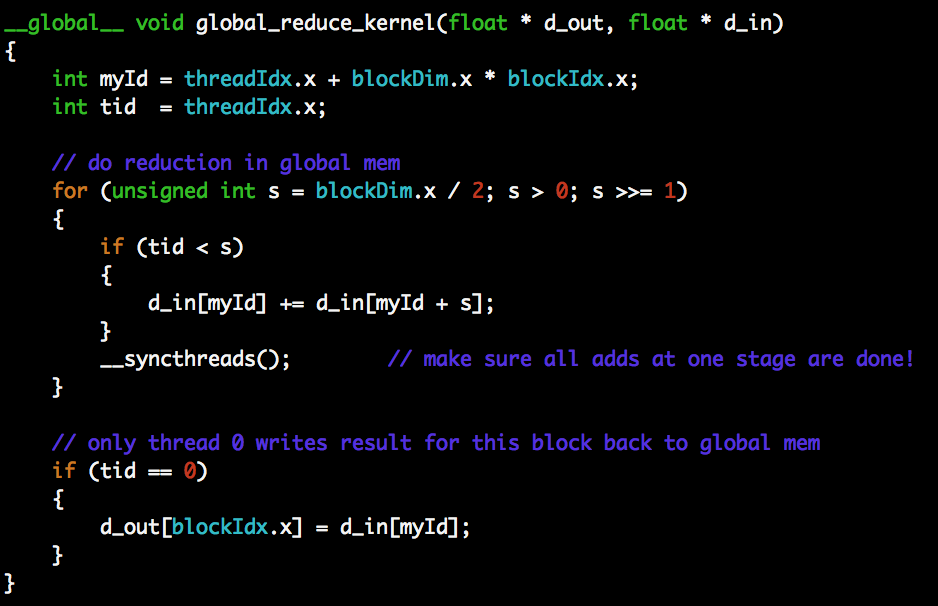 __global__ void global_reduce_kernel(float * d_out, float * d_in)
{
    int myId = threadIdx.x + blockDim.x * blockIdx.x;
    int tid  = threadIdx.x;

    // do reduction in global mem
    for (unsigned int s = blockDim.x / 2; s > 0; s >>= 1)
    {
        if (tid < s)
        {
            d_in[myId] += d_in[myId + s];
        }
        __syncthreads();        // make sure all adds at one stage are done!
    }

    // only thread 0 writes result for this block back to global mem
    if (tid == 0)
    {
        d_out[blockIdx.x] = d_in[myId];
    }
}